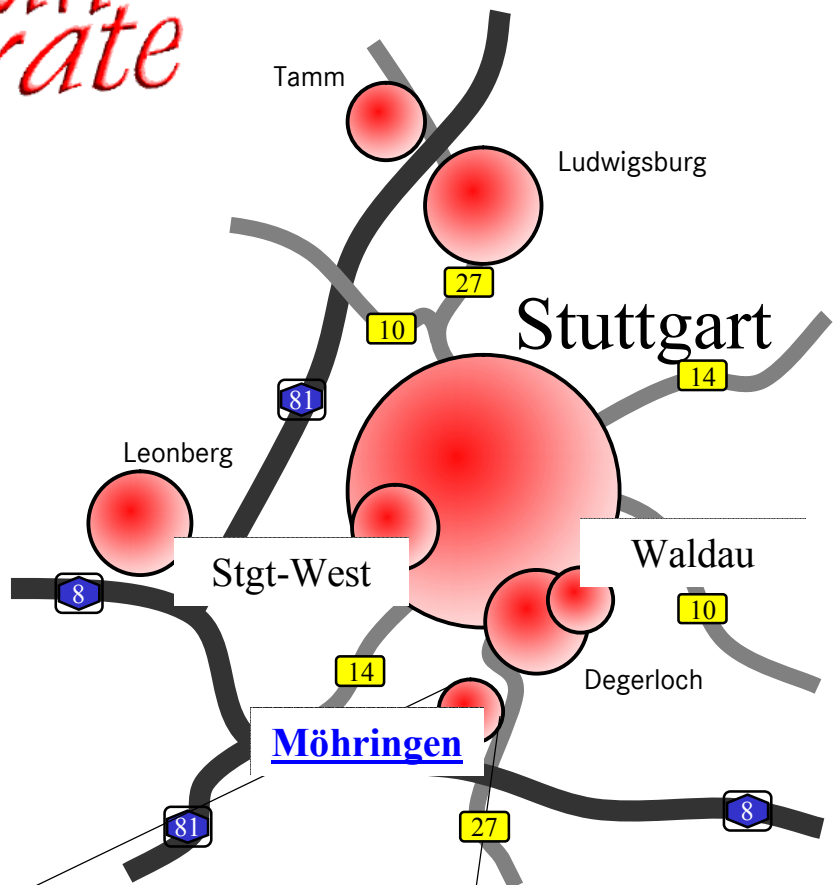 rate
Tamm
Ludwigsburg
27
Stuttgart
10
14
81
Leonberg
Waldau
Stgt-West
8
10
14
Degerloch
Möhringen
8
81
27